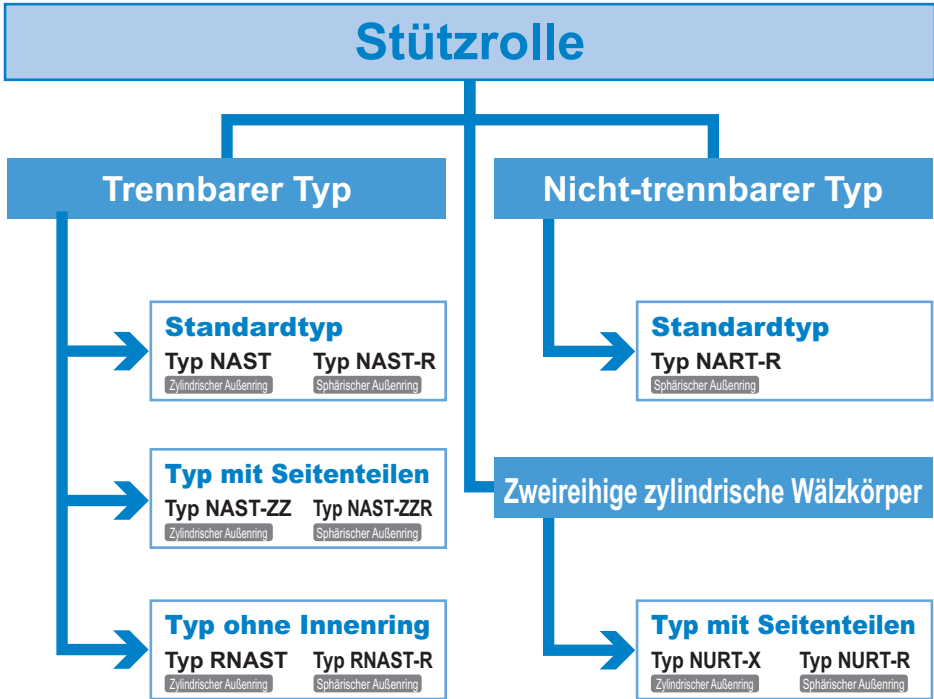 Stützrolle
Trennbarer Typ
Standardtyp
Typ NAST Typ NAST-R
Zylindrischer Außenring Sphärischer Außenring
Typ mit Seitenteilen
Typ NAST-ZZ Typ NAST-ZZR
Zylindrischer Außenring Sphärischer Außenring
Typ ohne Innenring
Typ RNAST Typ RNAST-R
Zylindrischer Außenring Sphärischer Außenring
Nicht-trennbarer Typ
Standardtyp
Typ NART-R
Sphärischer Außenring
Zweireihige zylindrische Wälzkörper
Typ mit Seitenteilen
Typ NURT-X Typ NURT-R
Zylindrischer Außenring Sphärischer Außenring